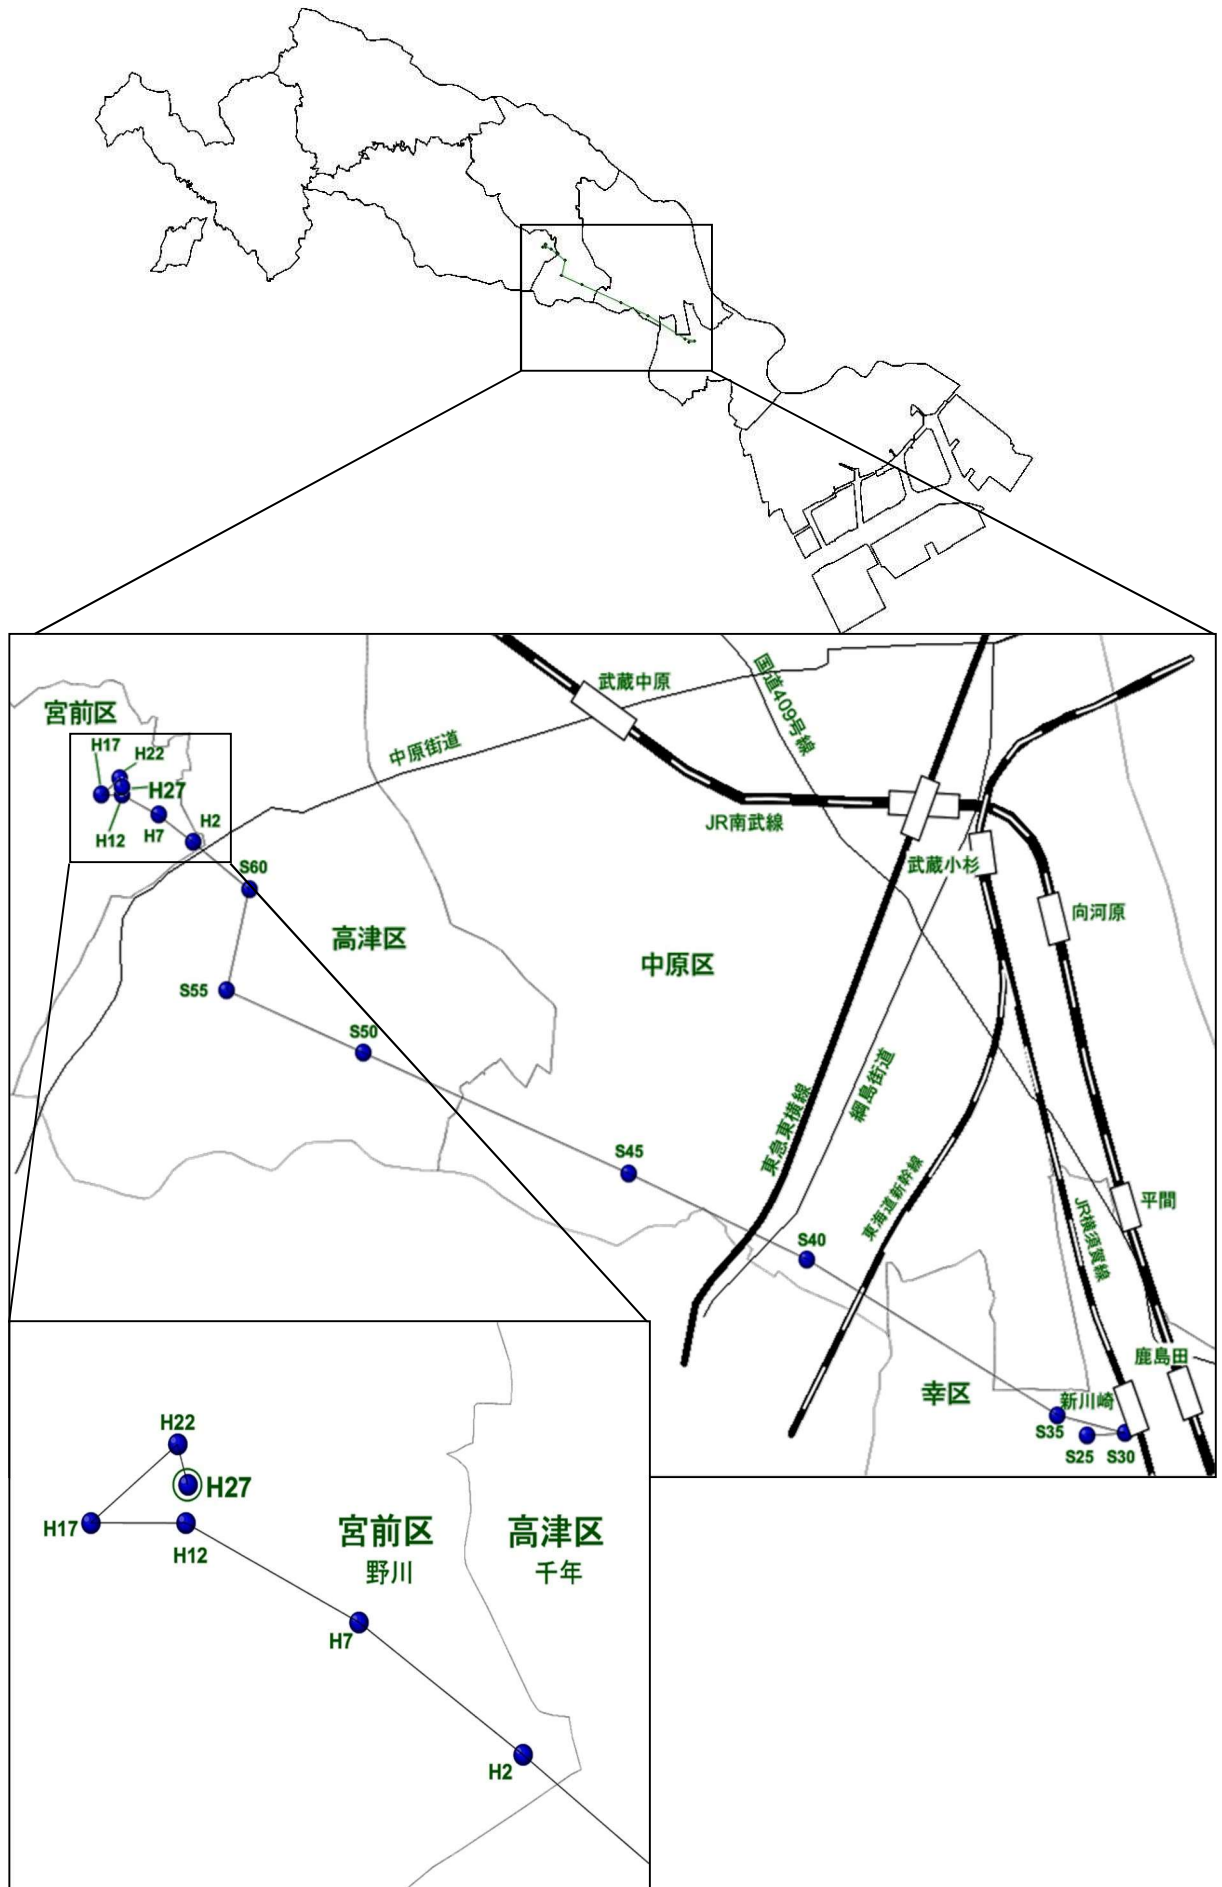 武蔵中原
国道409号線
宮前区
H17
H22
中原街道
H27
JR南武線
H12
H7
H2
武蔵小杉
S60
向河原
高津区
中原区
S55
S50
綱島街道
東急東横線
S45
東海道新幹線
平間
JR横須賀線
S40
鹿島田
幸区
新川崎
S35
S25
S30
H22
H27
H17
H12
宮前区
野川
高津区
千年
H7
H2